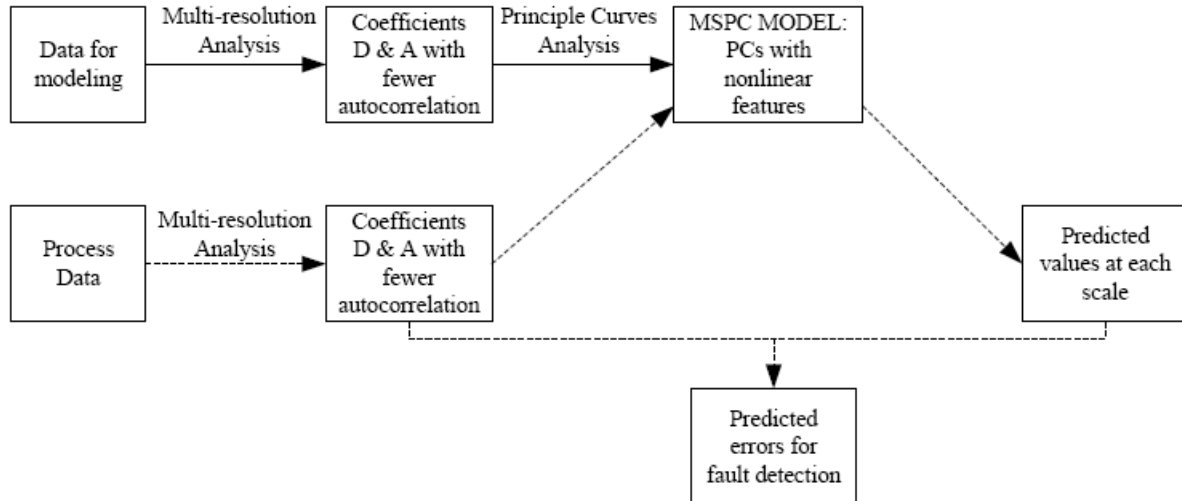 Data for
modeling
Multi-resolution
Analysis
Coefficients
D & A with
fewer
autocorrelation
Principle Curves
Analysis
MSPC MODEL:
PCs with
nonlinear
features
Process
Data
Multi-resolution
Analysis
Coefficients
D & A with
fewer
autocorrelation
Predicted
values at each
scale
Predicted
errors for
fault detection